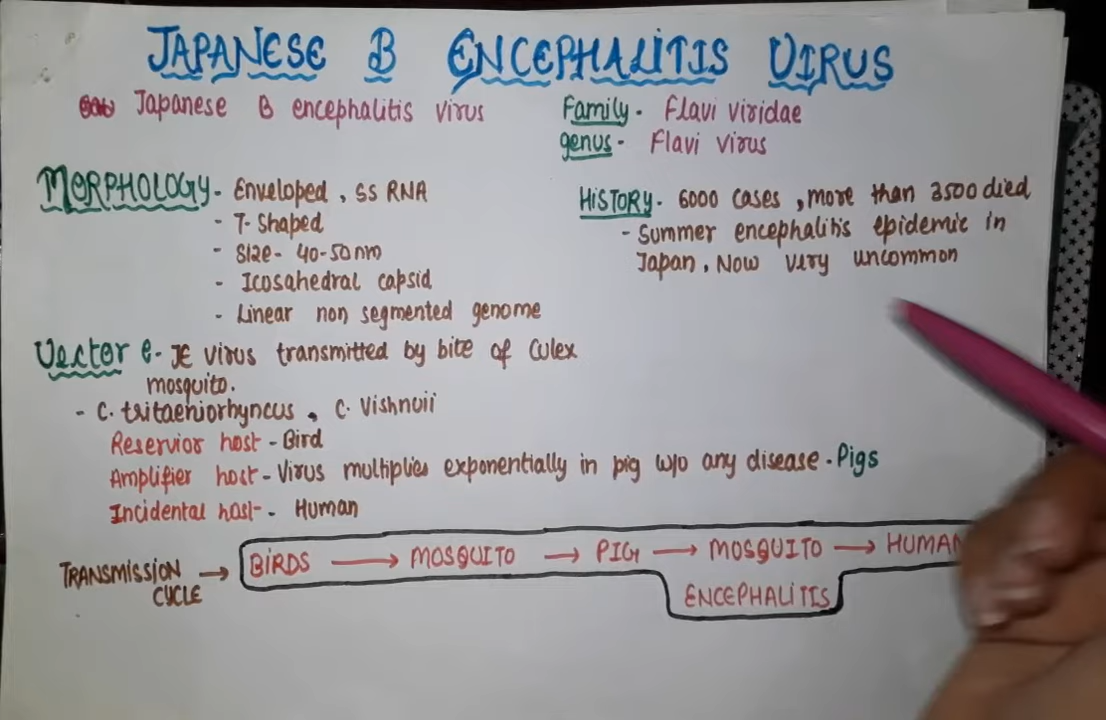 JAPANESE B ENCEPHALITIS VIRUS
Japanese B encephalitis virus
Family - Flavi viridae
genus - Flavi virus
MORPHOLOGY - Enveloped, SS RNA
- T-Shaped
- Size - 40-50nm
- Icosahedral capsid
- Linear non segmented genome
HISTORY - 6000 cases, more than 3500 died
- Summer encephalitis epidemic in
Japan. Now very uncommon
Vector e - JE virus transmitted by bite of Culex
mosquito.
- C. tritaeniorhyncus, C. Vishnuii
Reservior host - Bird
Amplifier host - Virus multiplies exponentially in pig w/o any disease - Pigs
Incidental host - Human
TRANSMISSION CYCLE → BIRDS → MOSQUITO → PIG → MOSQUITO → HUMAN
ENCEPHALITIS